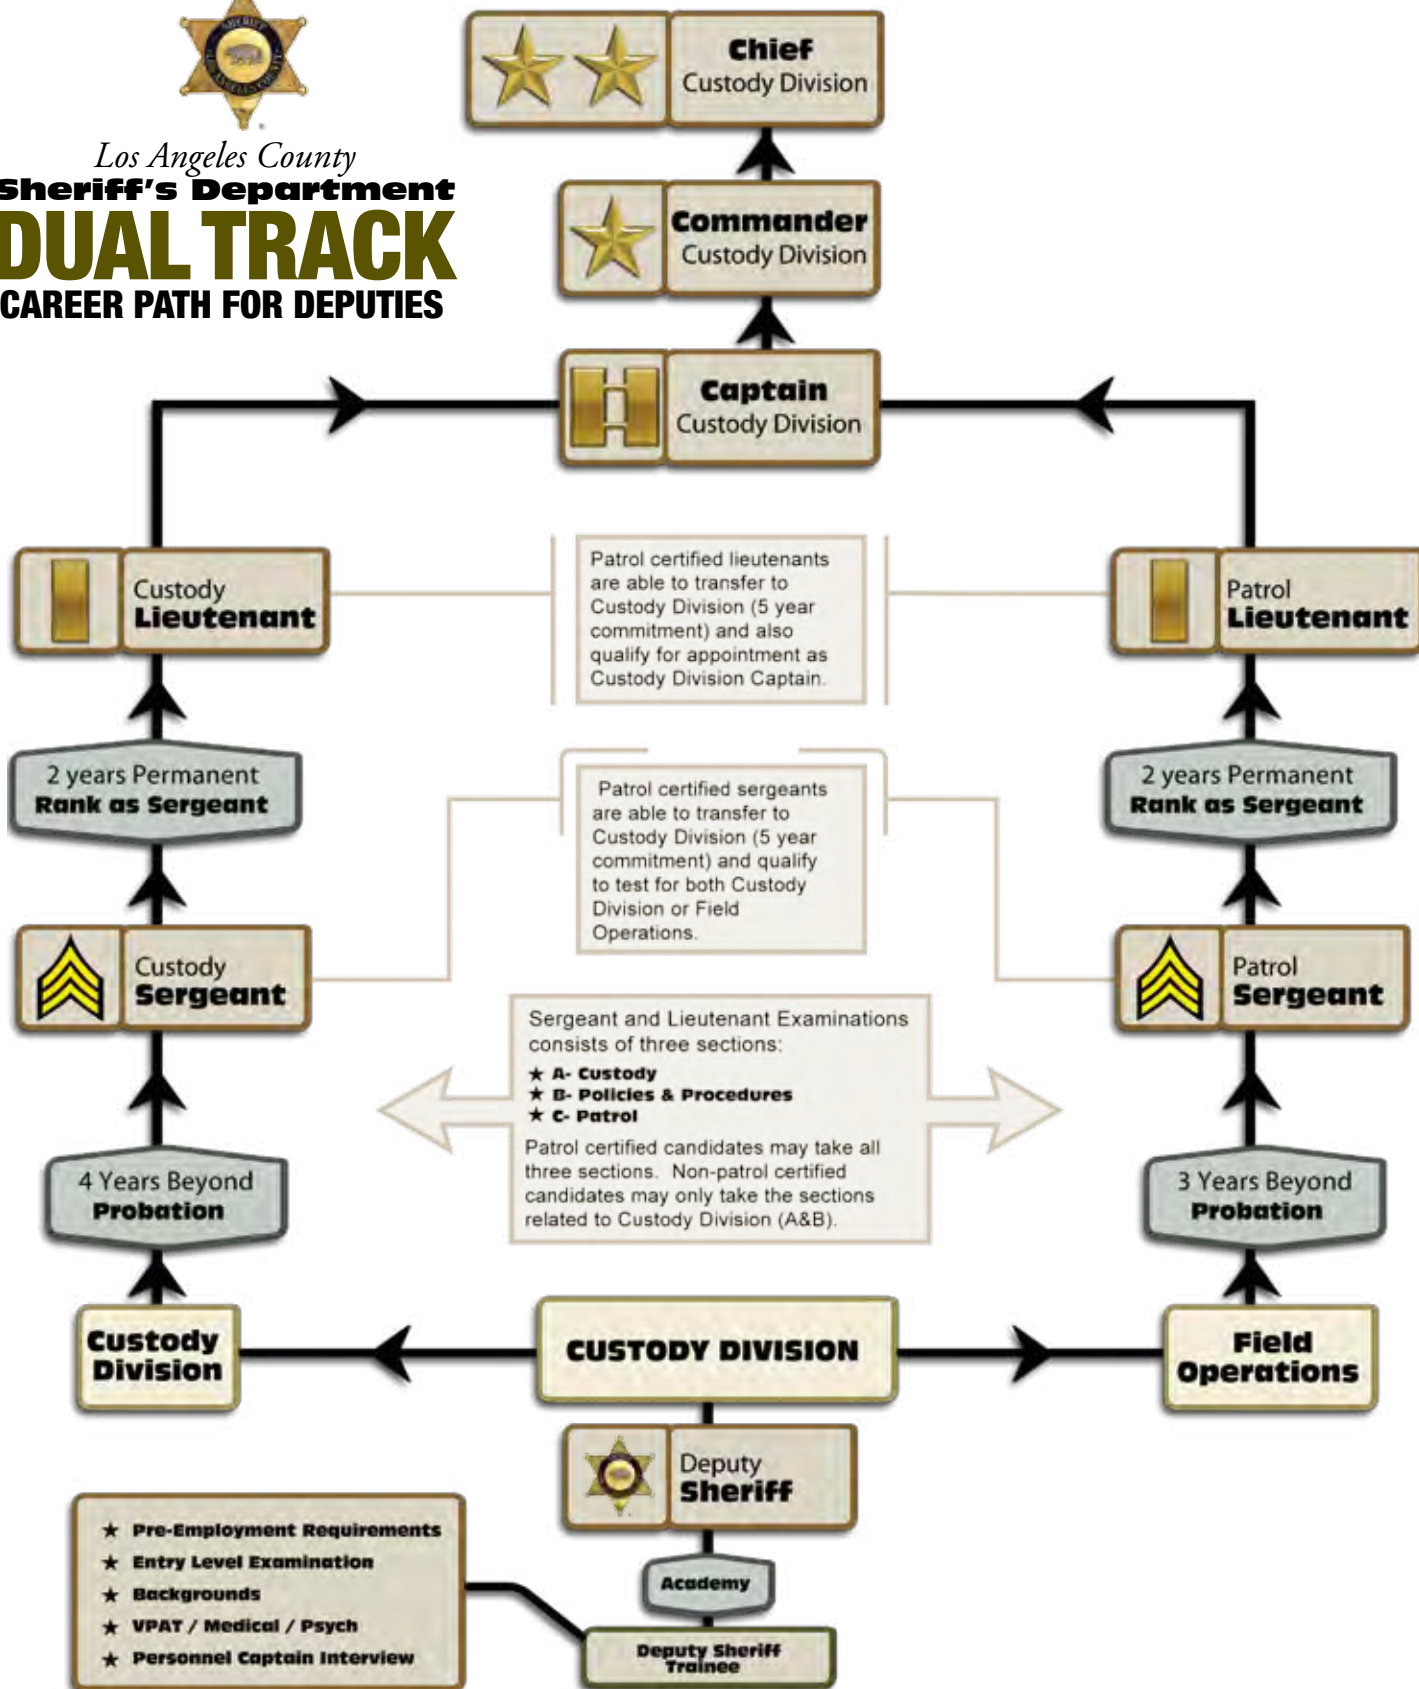 Los Angeles County
Sheriff's Department
DUAL TRACK
CAREER PATH FOR DEPUTIES
Chief
Custody Division
Commander
Custody Division
Captain
Custody Division
Custody
Lieutenant
Patrol certified lieutenants
are able to transfer to
Custody Division (5 year
commitment) and also
qualify for appointment as
Custody Division Captain.
Patrol
Lieutenant
2 years Permanent
Rank as Sergeant
Patrol certified sergeants
are able to transfer to
Custody Division (5 year
commitment) and qualify
to test for both Custody
Division or Field
Operations.
2 years Permanent
Rank as Sergeant
Custody
Sergeant
Patrol
Sergeant
Sergeant and Lieutenant Examinations
consists of three sections:
★ A- Custody
★ B- Policies & Procedures
★ C- Patrol
Patrol certified candidates may take all
three sections. Non-patrol certified
candidates may only take the sections
related to Custody Division (A&B).
4 Years Beyond
Probation
3 Years Beyond
Probation
Custody
Division
CUSTODY DIVISION
Field
Operations
Deputy
Sheriff
★ Pre-Employment Requirements
★ Entry Level Examination
★ Backgrounds
★ VPAT / Medical / Psych
★ Personnel Captain Interview
Academy
Deputy Sheriff
Trainee